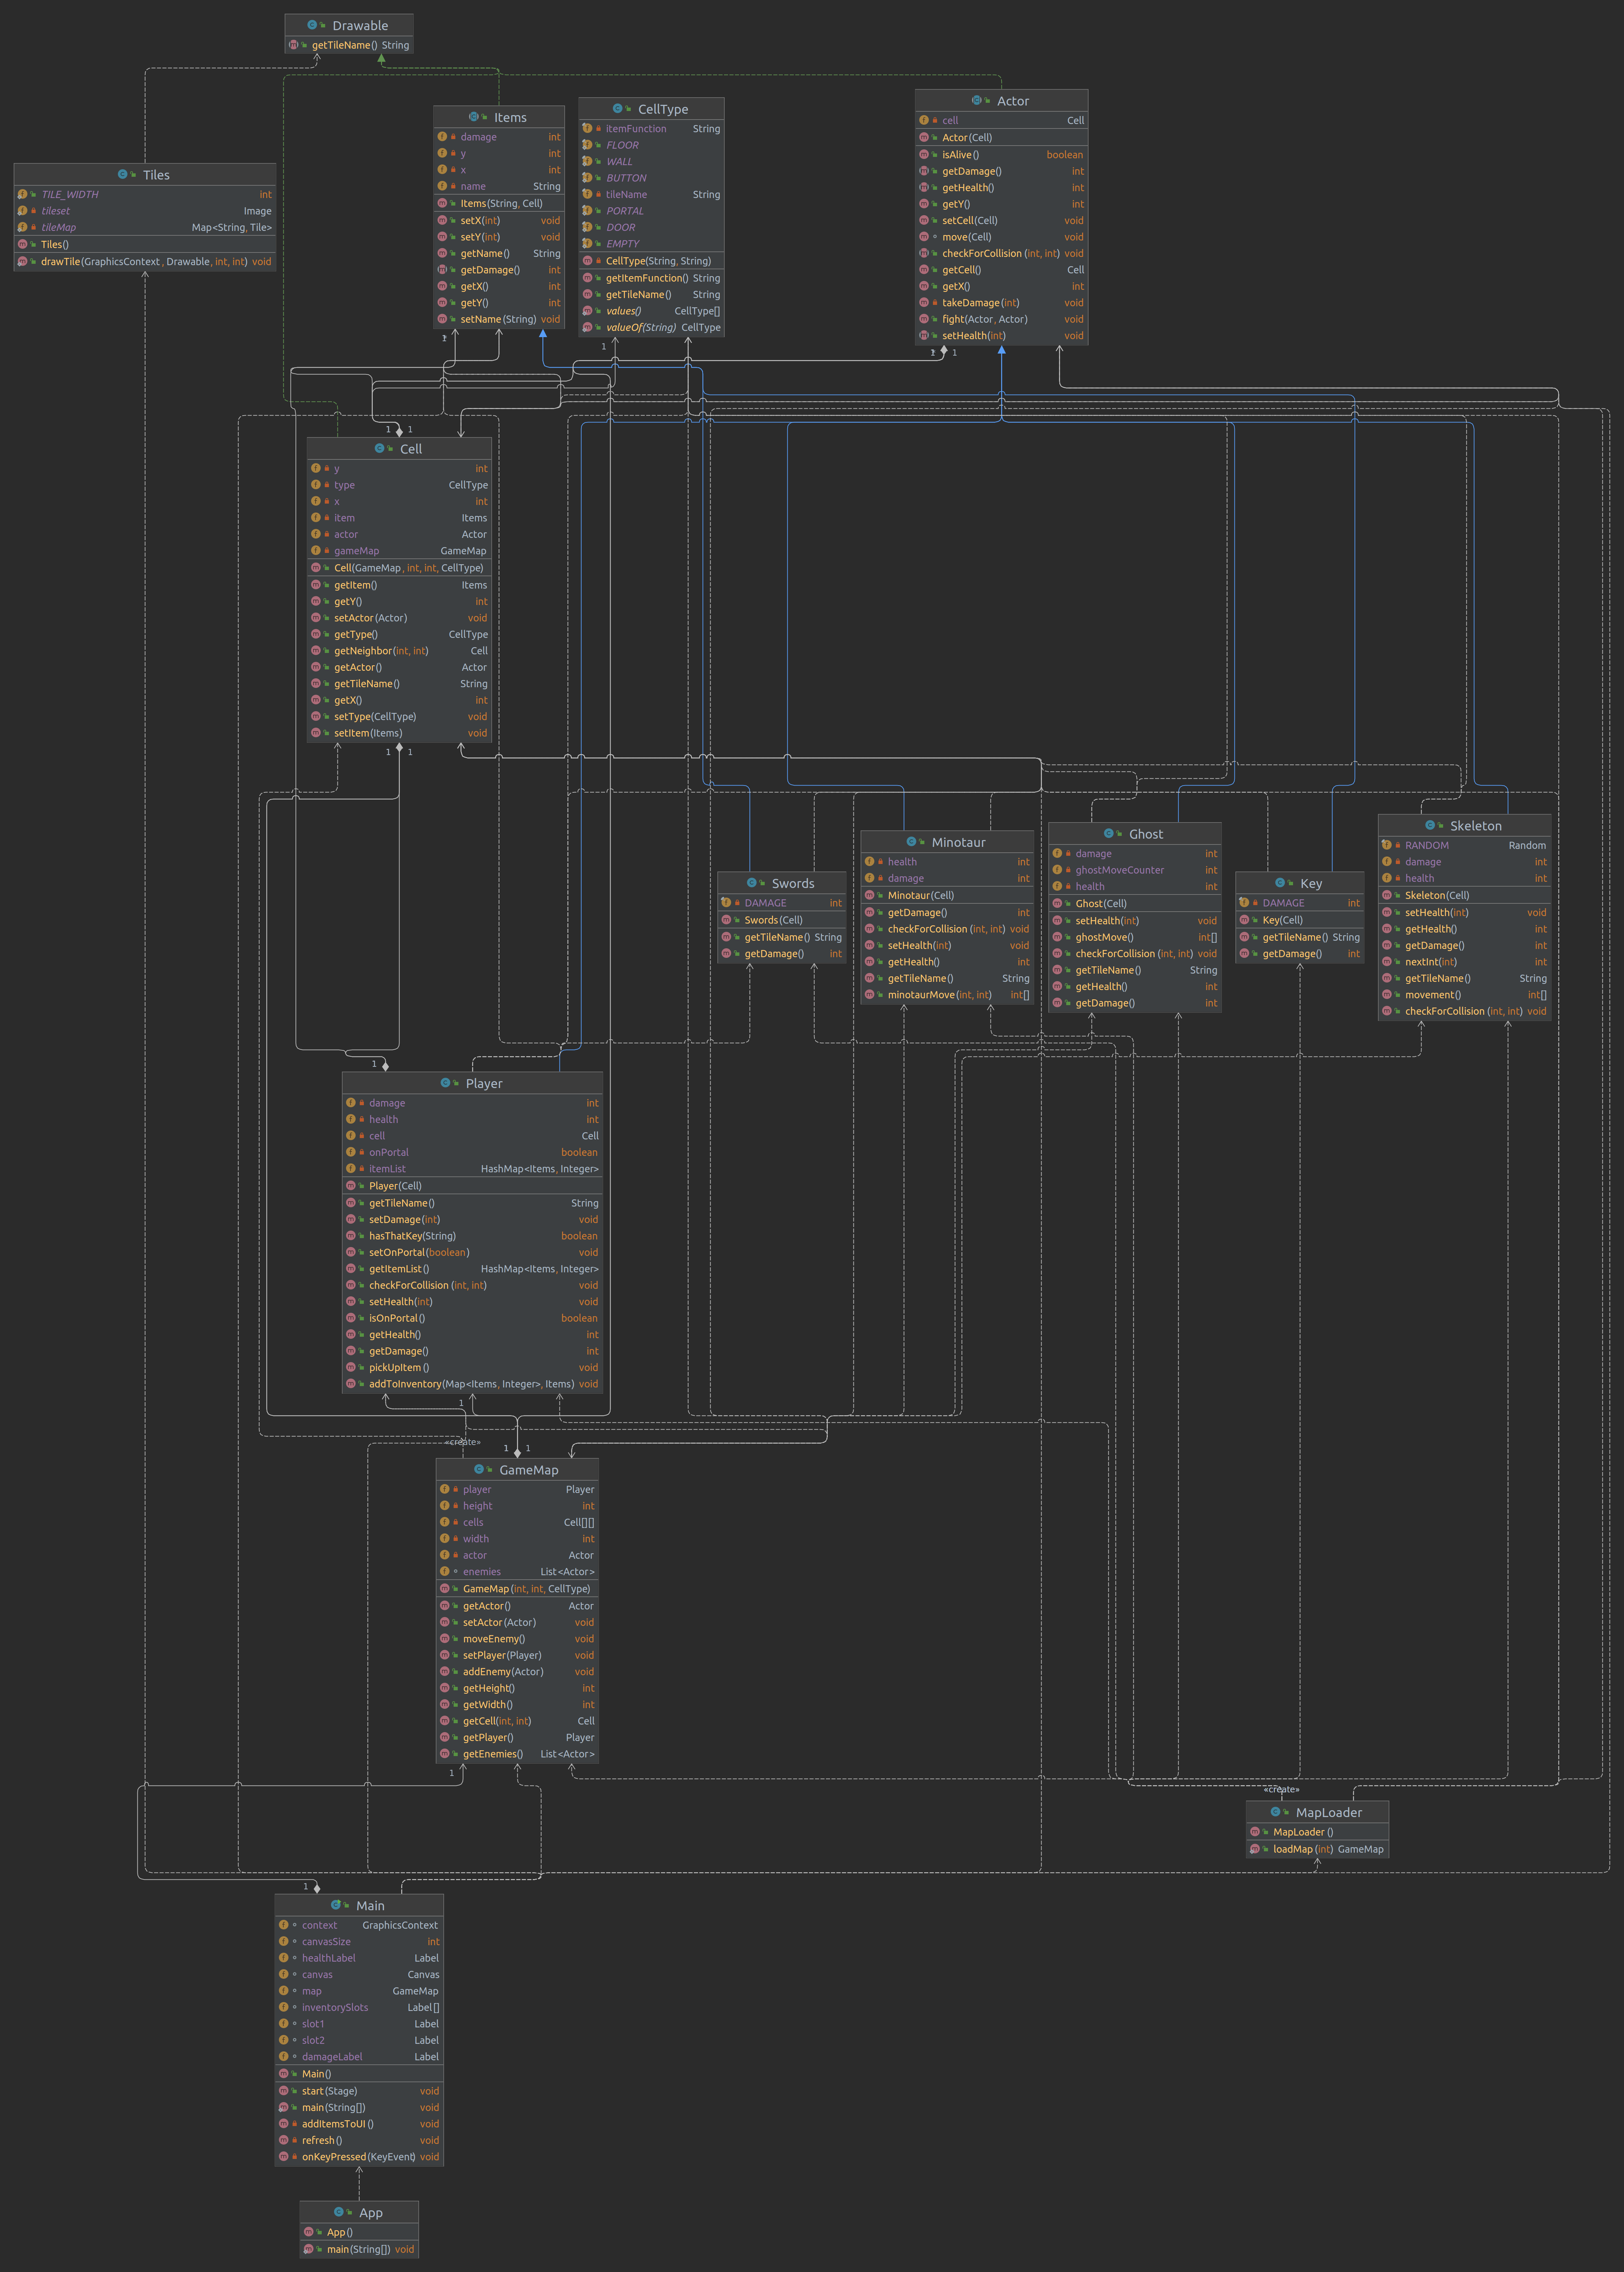 Drawable
getTileName() String
Items
damage int
y int
x int
name String
Items(String, Cell)
setX(int) void
setY(int) void
getName() String
getDamage() int
getX() int
getY() int
setName(String) void
1
CellType
itemFunction String
FLOOR
WALL
BUTTON
tileName String
PORTAL
DOOR
EMPTY
CellType(String, String)
getItemFunction() String
getTileName() String
values() CellType[]
valueOf(String) CellType
1
Actor
cell Cell
Actor(Cell)
isAlive() boolean
getDamage() int
getHealth() int
getY() int
setCell(Cell) void
move(Cell) void
checkForCollision(int, int) void
getCell() Cell
getX() int
takeDamage(int) void
fight(Actor, Actor) void
setHealth(int) void
1 1
Tiles
TILE_WIDTH int
tileset Image
tileMap Map<String, Tile>
Tiles()
drawTile(GraphicsContext, Drawable, int, int) void
1 1
Cell
y int
type CellType
x int
item Items
actor Actor
gameMap GameMap
Cell(GameMap, int, int, CellType)
getItem() Items
getY() int
setActor(Actor) void
getType() CellType
getNeighbor(int, int) Cell
getActor() Actor
getTileName() String
getX() int
setType(CellType) void
setItem(Items) void
1 1
Swords
DAMAGE int
Swords(Cell)
getTileName() String
getDamage() int
Minotaur
health int
damage int
Minotaur(Cell)
getDamage() int
checkForCollision(int, int) void
setHealth(int) void
getHealth() int
getTileName() String
minotaurMove(int, int) int[]
Ghost
damage int
ghostMoveCounter int
health int
Ghost(Cell)
setHealth(int) void
ghostMove() int[]
checkForCollision(int, int) void
getTileName() String
getHealth() int
getDamage() int
Key
DAMAGE int
Key(Cell)
getTileName() String
getDamage() int
Skeleton
RANDOM Random
damage int
health int
Skeleton(Cell)
setHealth(int) void
getHealth() int
getDamage() int
nextInt(int) int
getTileName() String
movement() int[]
checkForCollision(int, int) void
1
Player
damage int
health int
cell Cell
onPortal boolean
itemList HashMap<Items, Integer>
Player(Cell)
getTileName() String
setDamage(int) void
hasThatKey(String) boolean
setOnPortal(boolean) void
getItemList() HashMap<Items, Integer>
checkForCollision(int, int) void
setHealth(int) void
isOnPortal() boolean
getHealth() int
getDamage() int
pickUpItem() void
addToInventory(Map<Items, Integer>, Items) void
1
«create»
1 1
GameMap
player Player
height int
cells Cell[][]
width int
actor Actor
enemies List<Actor>
GameMap(int, int, CellType)
getActor() Actor
setActor(Actor) void
moveEnemy() void
setPlayer(Player) void
addEnemy(Actor) void
getHeight() int
getWidth() int
getCell(int, int) Cell
getPlayer() Player
getEnemies() List<Actor>
1
«create»
MapLoader
MapLoader()
loadMap(int) GameMap
1
Main
context GraphicsContext
canvasSize int
healthLabel Label
canvas Canvas
map GameMap
inventorySlots Label[]
slot1 Label
slot2 Label
damageLabel Label
Main()
start(Stage) void
main(String[]) void
addItemsToUI() void
refresh() void
onKeyPressed(KeyEvent) void
App
App()
main(String[]) void